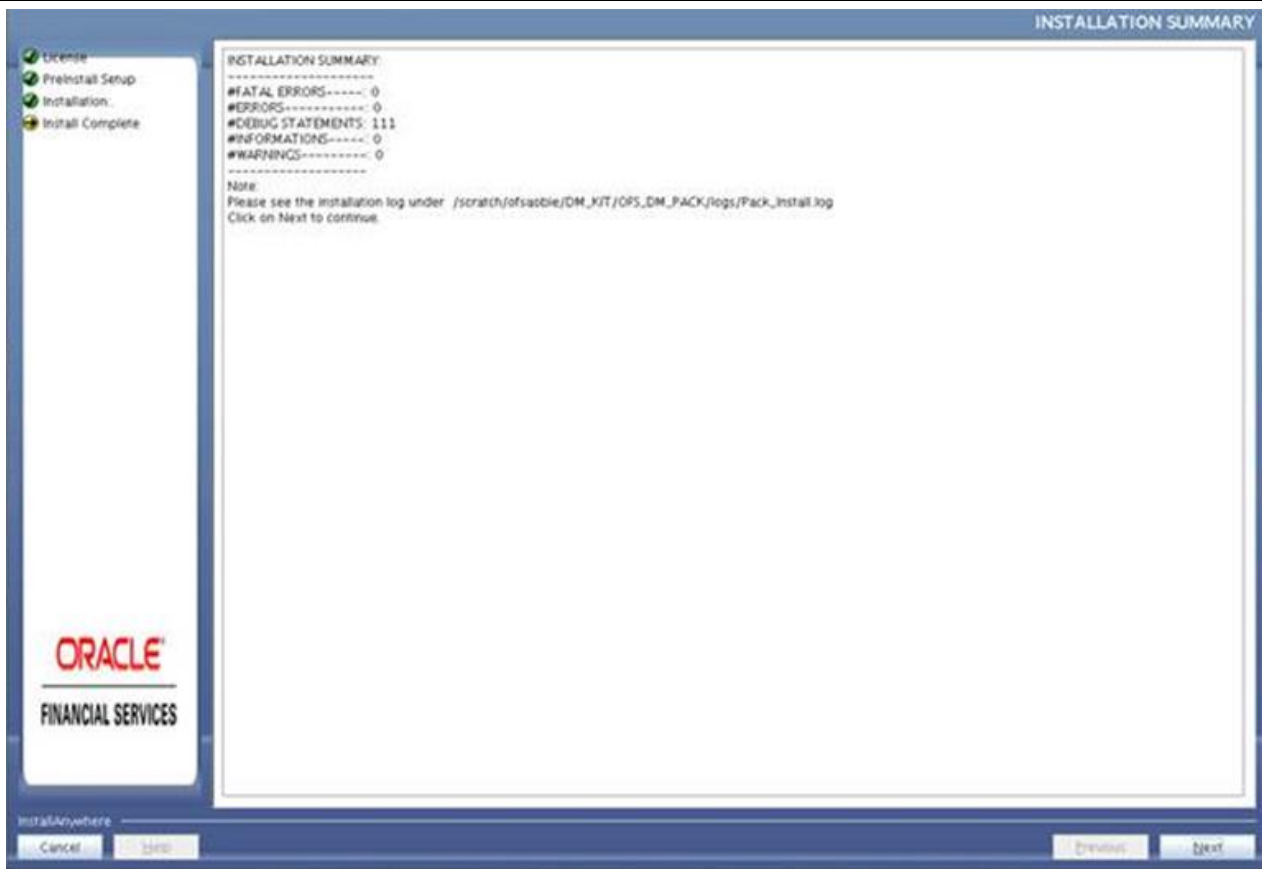 INSTALLATION SUMMARY
License
PreInstall Setup
Installation...
Install Complete
INSTALLATION SUMMARY:
--------------------
#FATAL ERRORS-----: 0
#ERRORS-----------: 0
#DEBUG STATEMENTS: 111
#INFORMATIONS-----: 0
#WARNINGS---------: 0
-------------------
Note:
Please see the installation log under /scratch/ofsaobie/DM_KIT/OFS_DM_PACK/logs/Pack_Install.log
Click on Next to continue.
ORACLE®
FINANCIAL SERVICES
InstallAnywhere
Cancel
Help
Previous
Next